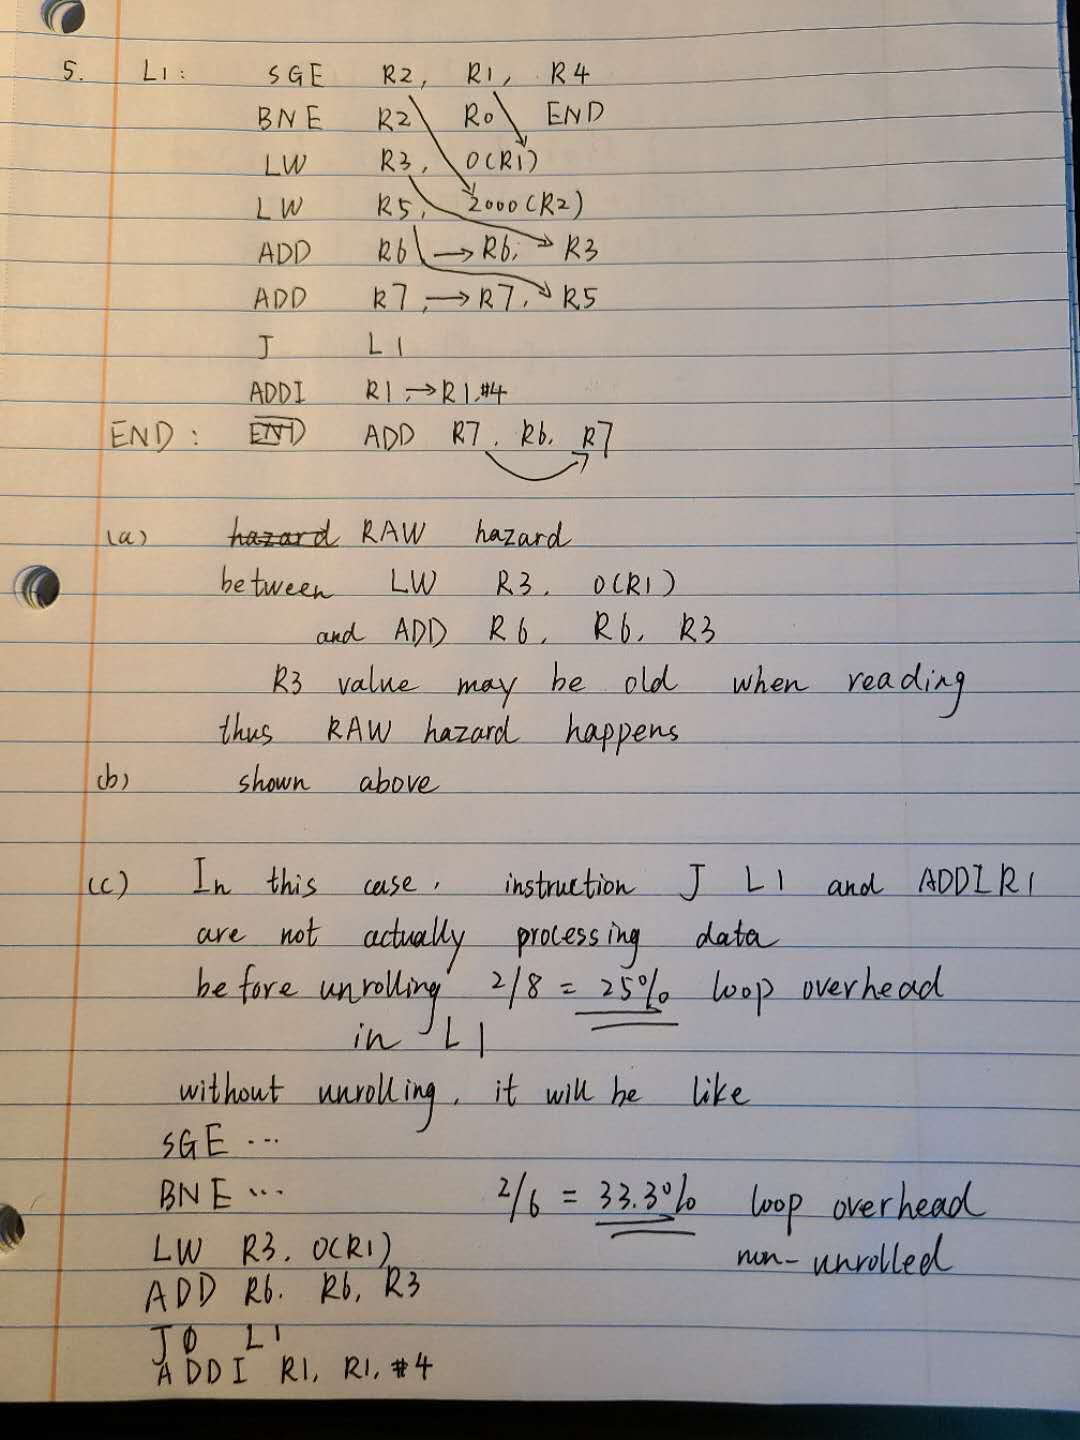 5. L1: SGE R2, R1, R4
BNE R2 R0 END
LW R3, 0(R1)
LW R5, 2000(R2)
ADD R6 → R6, R3
ADD R7, → R7, R5
J L1
ADDI R1, → R1, #4
END: END ADD R7, R6, R7
(a) hazard RAW hazard
between LW R3, 0(R1)
and ADD R6, R6, R3
R3 value may be old when reading
thus RAW hazard happens
(b) shown above
(c) In this case, instruction J L1 and ADDI R1
are not actually processing data
before unrolling 2/8 = 25% loop overhead
in L1
without unrolling, it will be like
SGE ...
BNE ... 2/6 = 33.3% loop overhead
LW R3, 0(R1) non-unrolled
ADD R6, R6, R3
J L1
ADDI R1, R1, #4